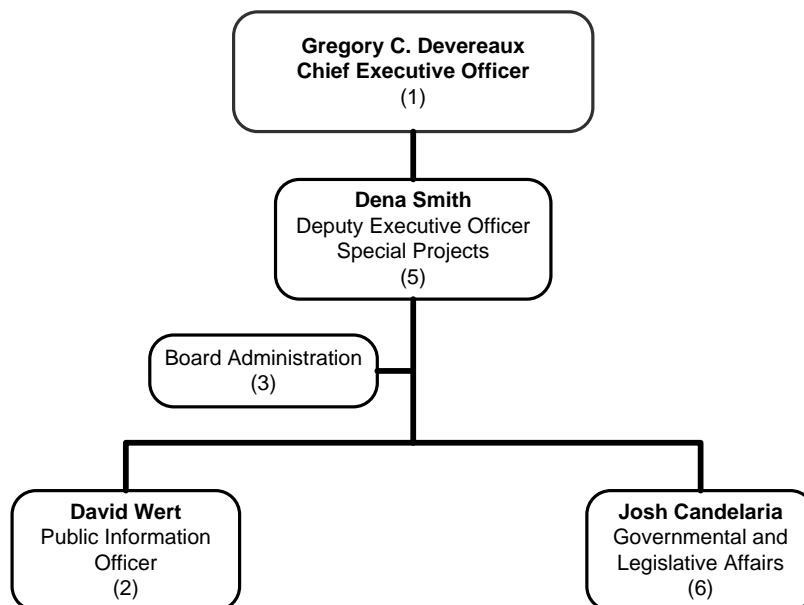 Gregory C. Devereaux
Chief Executive Officer
(1)
Dena Smith
Deputy Executive Officer
Special Projects
(5)
Board Administration
(3)
David Wert
Public Information
Officer
(2)
Josh Candelaria
Governmental and
Legislative Affairs
(6)